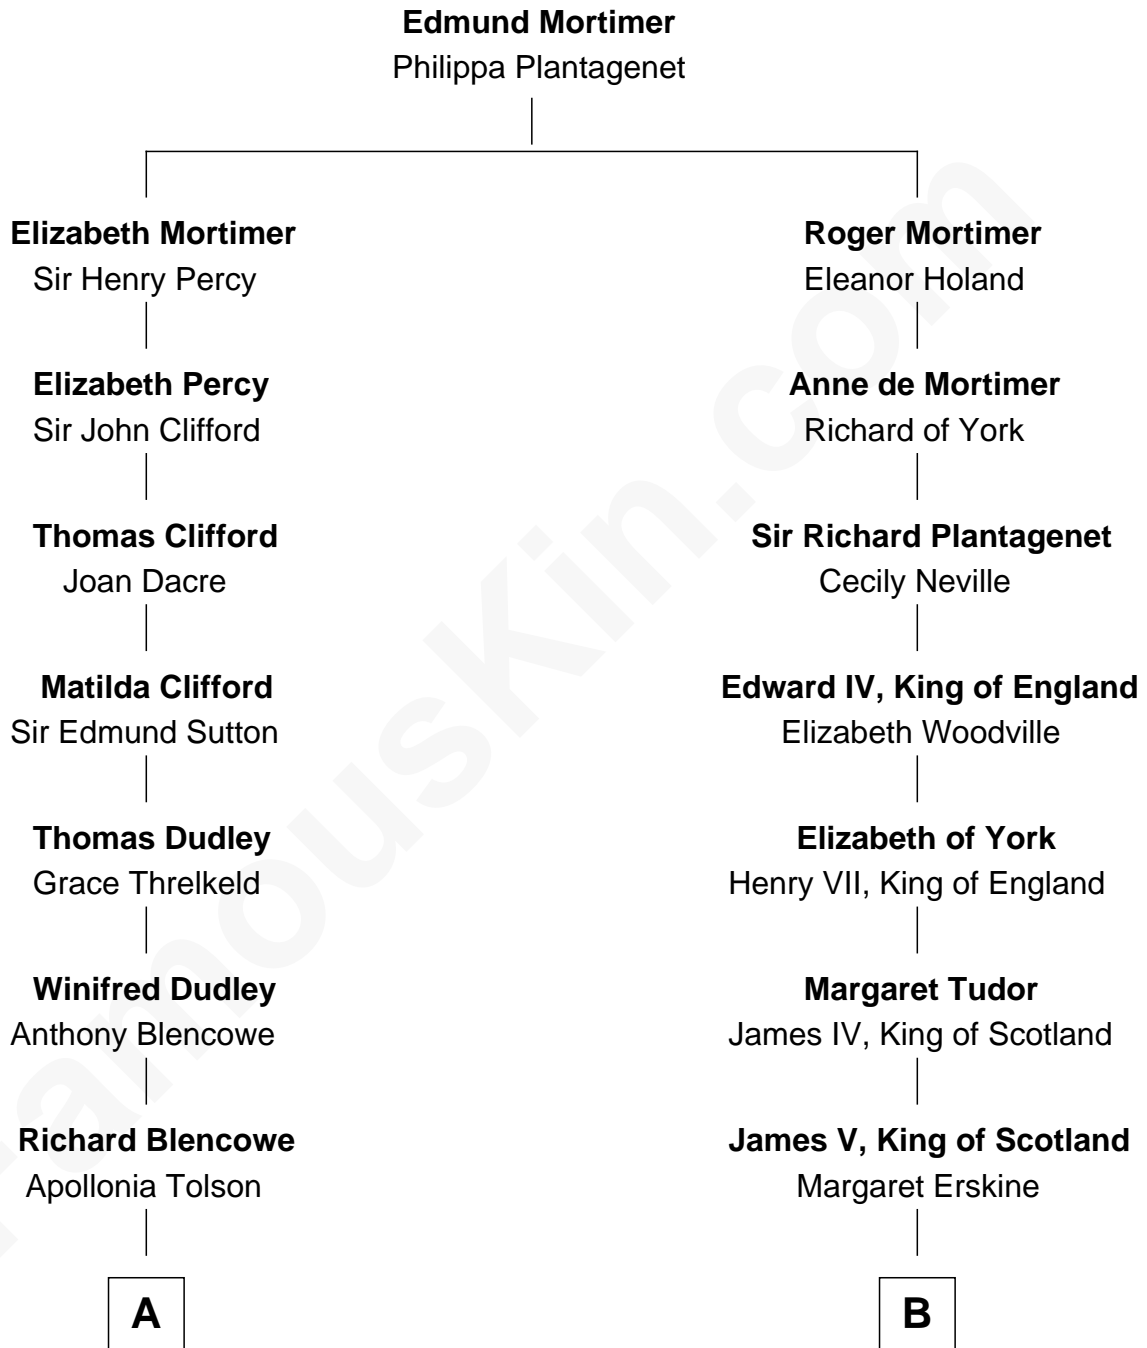 Edmund Mortimer
Philippa Plantagenet
Elizabeth Mortimer
Sir Henry Percy
Roger Mortimer
Eleanor Holand
Elizabeth Percy
Sir John Clifford
Anne de Mortimer
Richard of York
Thomas Clifford
Joan Dacre
Sir Richard Plantagenet
Cecily Neville
Matilda Clifford
Sir Edmund Sutton
Edward IV, King of England
Elizabeth Woodville
Thomas Dudley
Grace Threlkeld
Elizabeth of York
Henry VII, King of England
Winifred Dudley
Anthony Blencowe
Margaret Tudor
James IV, King of Scotland
Richard Blencowe
Apollonia Tolson
James V, King of Scotland
Margaret Erskine
A
B
FamousKin.com